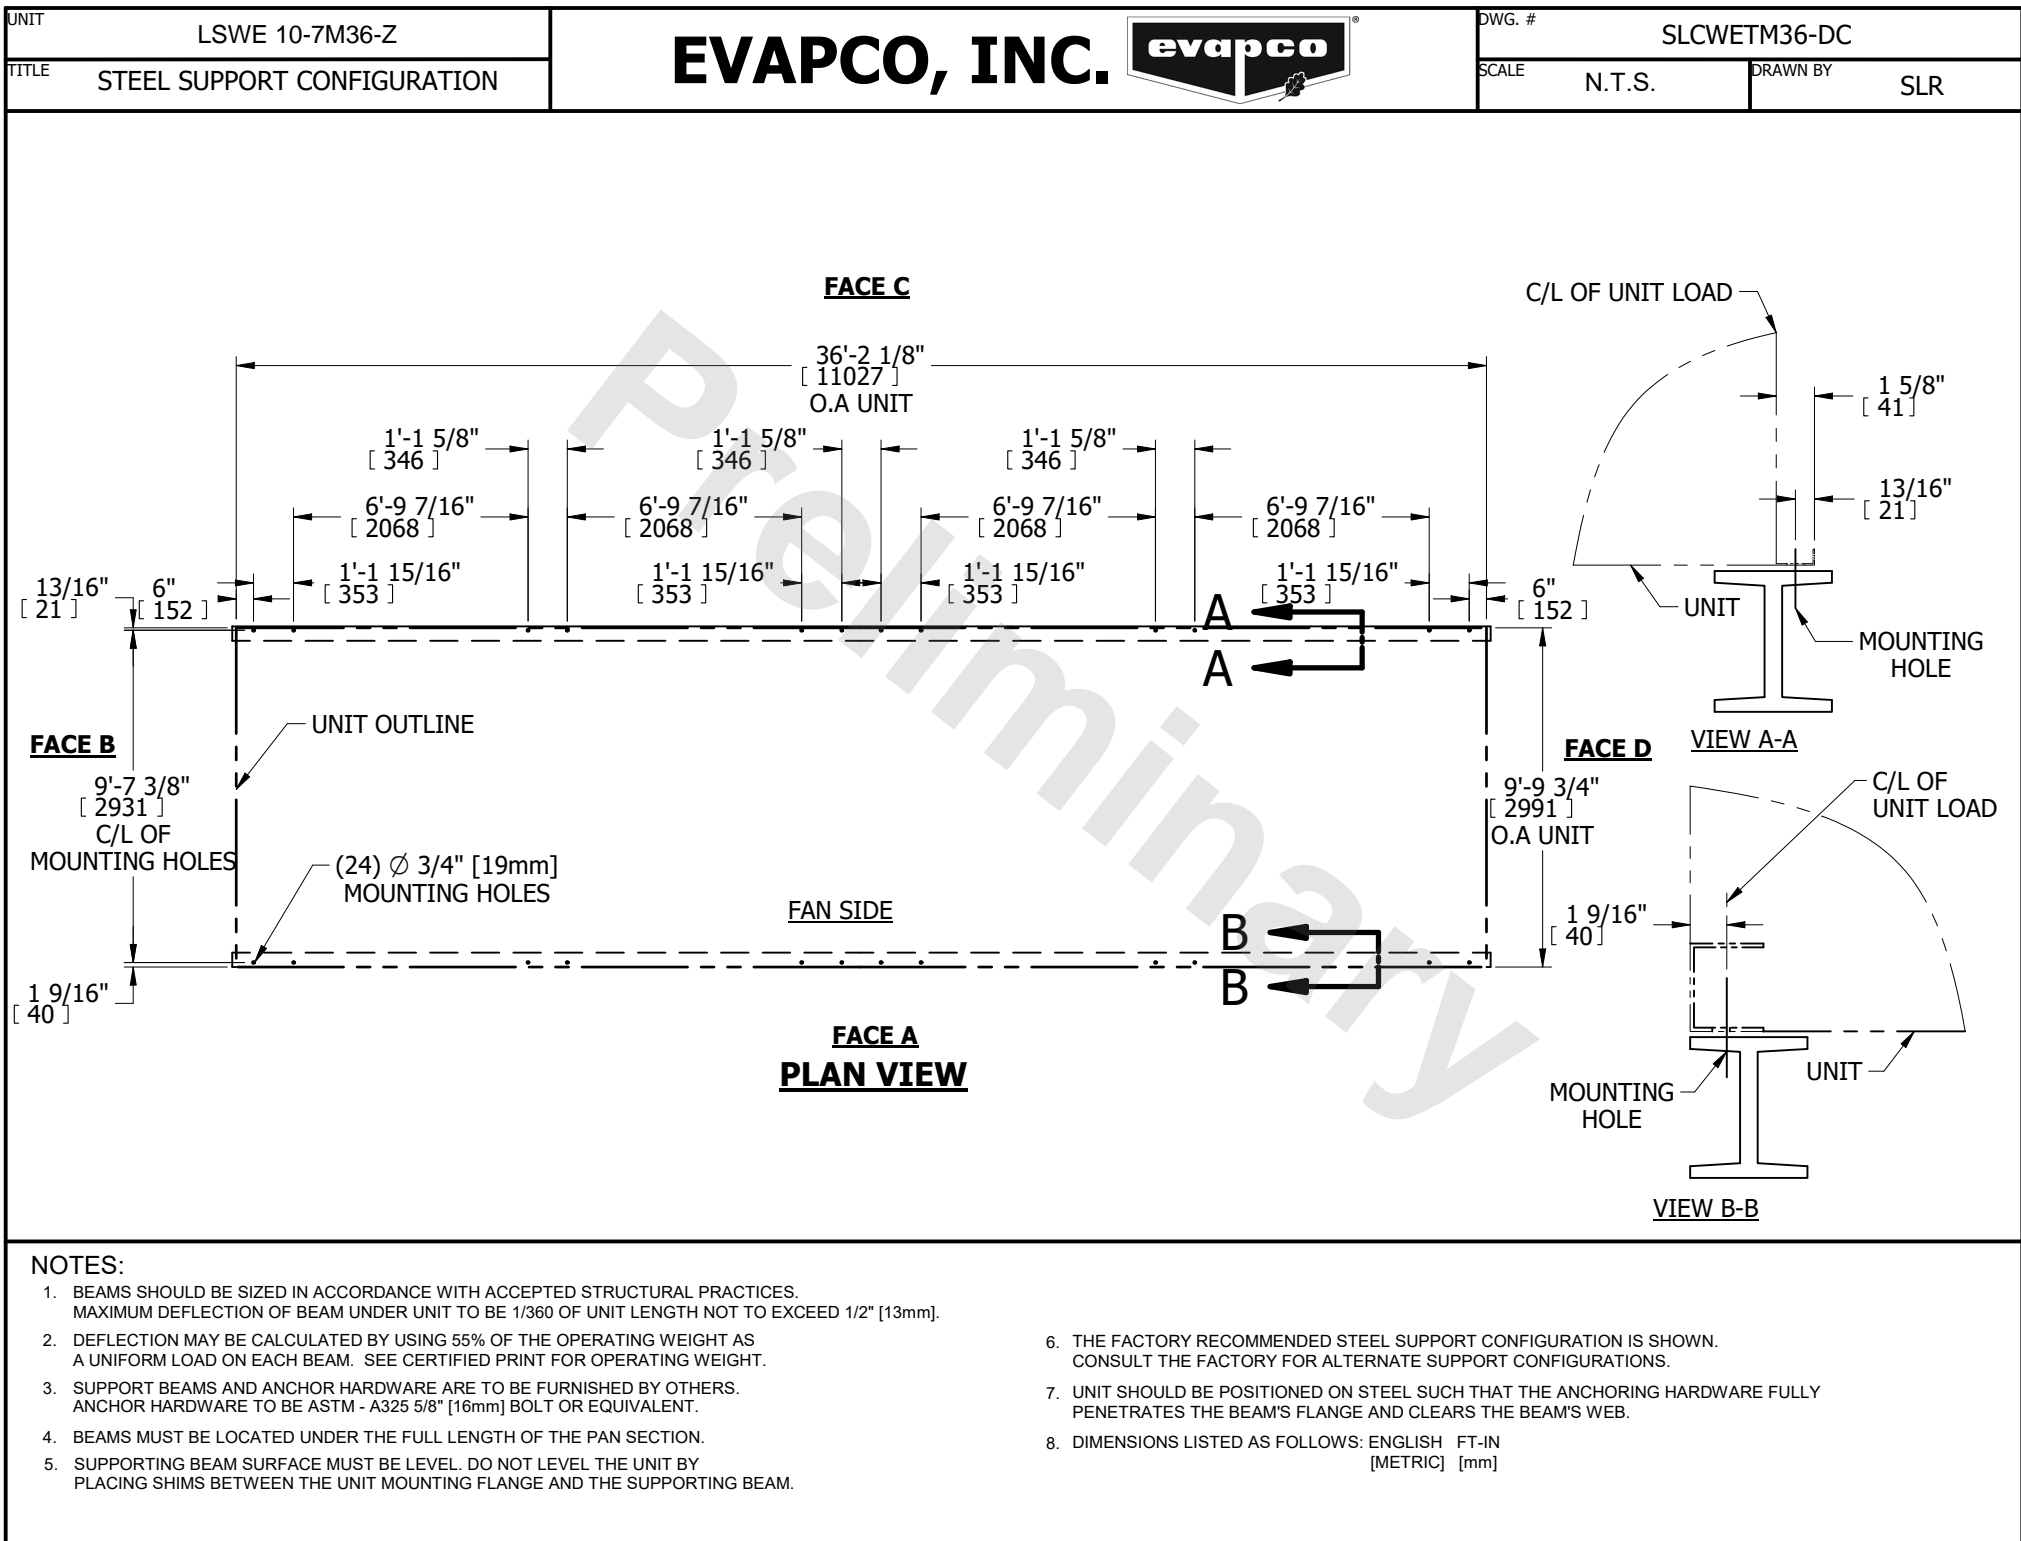 UNIT
LSWE 10-7M36-Z
TITLE
STEEL SUPPORT CONFIGURATION
EVAPCO, INC.
evapco
®
DWG. #
SLCWETM36-DC
SCALE
N.T.S.
DRAWN BY
SLR
Preliminary
FACE C
36'-2 1/8"
[ 11027 ]
O.A UNIT
1'-1 5/8"
[ 346 ]
1'-1 5/8"
[ 346 ]
1'-1 5/8"
[ 346 ]
6'-9 7/16"
[ 2068 ]
6'-9 7/16"
[ 2068 ]
6'-9 7/16"
[ 2068 ]
6'-9 7/16"
[ 2068 ]
13/16"
[ 21 ]
6"
[ 152 ]
1'-1 15/16"
[ 353 ]
1'-1 15/16"
[ 353 ]
1'-1 15/16"
[ 353 ]
1'-1 15/16"
[ 353 ]
6"
[ 152 ]
A
A
UNIT OUTLINE
FACE B
9'-7 3/8"
[ 2931 ]
C/L OF
MOUNTING HOLES
(24) Ø 3/4" [19mm]
MOUNTING HOLES
FAN SIDE
B
B
FACE D
9'-9 3/4"
[ 2991 ]
O.A UNIT
1 9/16"
[ 40 ]
FACE A
PLAN VIEW
C/L OF UNIT LOAD
1 5/8"
[ 41 ]
13/16"
[ 21 ]
UNIT
MOUNTING
HOLE
VIEW A-A
C/L OF
UNIT LOAD
1 9/16"
[ 40 ]
UNIT
MOUNTING
HOLE
VIEW B-B
NOTES:
1. BEAMS SHOULD BE SIZED IN ACCORDANCE WITH ACCEPTED STRUCTURAL PRACTICES.
MAXIMUM DEFLECTION OF BEAM UNDER UNIT TO BE 1/360 OF UNIT LENGTH NOT TO EXCEED 1/2" [13mm].
2. DEFLECTION MAY BE CALCULATED BY USING 55% OF THE OPERATING WEIGHT AS
A UNIFORM LOAD ON EACH BEAM. SEE CERTIFIED PRINT FOR OPERATING WEIGHT.
3. SUPPORT BEAMS AND ANCHOR HARDWARE ARE TO BE FURNISHED BY OTHERS.
ANCHOR HARDWARE TO BE ASTM - A325 5/8" [16mm] BOLT OR EQUIVALENT.
4. BEAMS MUST BE LOCATED UNDER THE FULL LENGTH OF THE PAN SECTION.
5. SUPPORTING BEAM SURFACE MUST BE LEVEL. DO NOT LEVEL THE UNIT BY
PLACING SHIMS BETWEEN THE UNIT MOUNTING FLANGE AND THE SUPPORTING BEAM.
6. THE FACTORY RECOMMENDED STEEL SUPPORT CONFIGURATION IS SHOWN.
CONSULT THE FACTORY FOR ALTERNATE SUPPORT CONFIGURATIONS.
7. UNIT SHOULD BE POSITIONED ON STEEL SUCH THAT THE ANCHORING HARDWARE FULLY
PENETRATES THE BEAM'S FLANGE AND CLEARS THE BEAM'S WEB.
8. DIMENSIONS LISTED AS FOLLOWS: ENGLISH FT-IN
[METRIC] [mm]